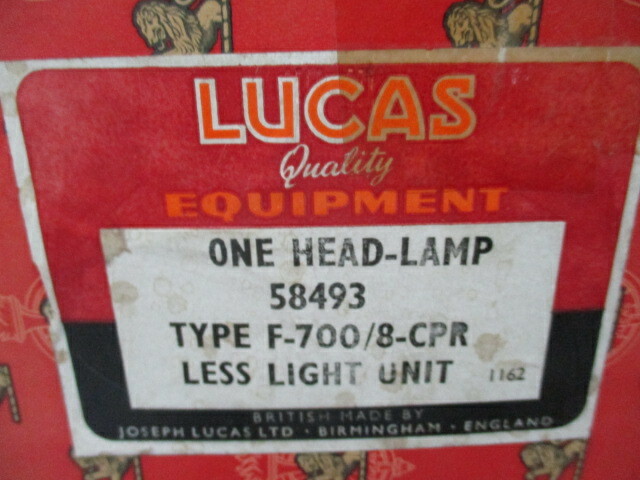 LUCAS
Quality
EQUIPMENT
ONE HEAD-LAMP
58493
TYPE F-700/8-CPR
LESS LIGHT UNIT 1162
BRITISH MADE BY
JOSEPH LUCAS LTD · BIRMINGHAM · ENGLAND